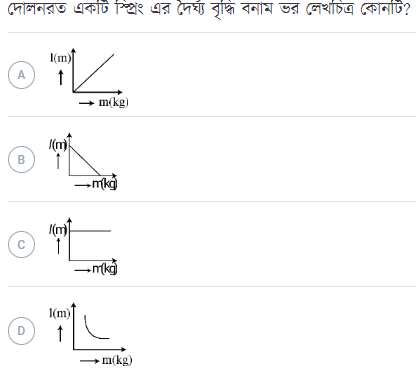 দোলনরত একটি স্প্রিং এর দৈর্ঘ্য বৃদ্ধি বনাম ভর লেখচিত্র কোনটি?
A
l(m)
m(kg)
B
l(m)
m(kg)
C
l(m)
m(kg)
D
l(m)
m(kg)